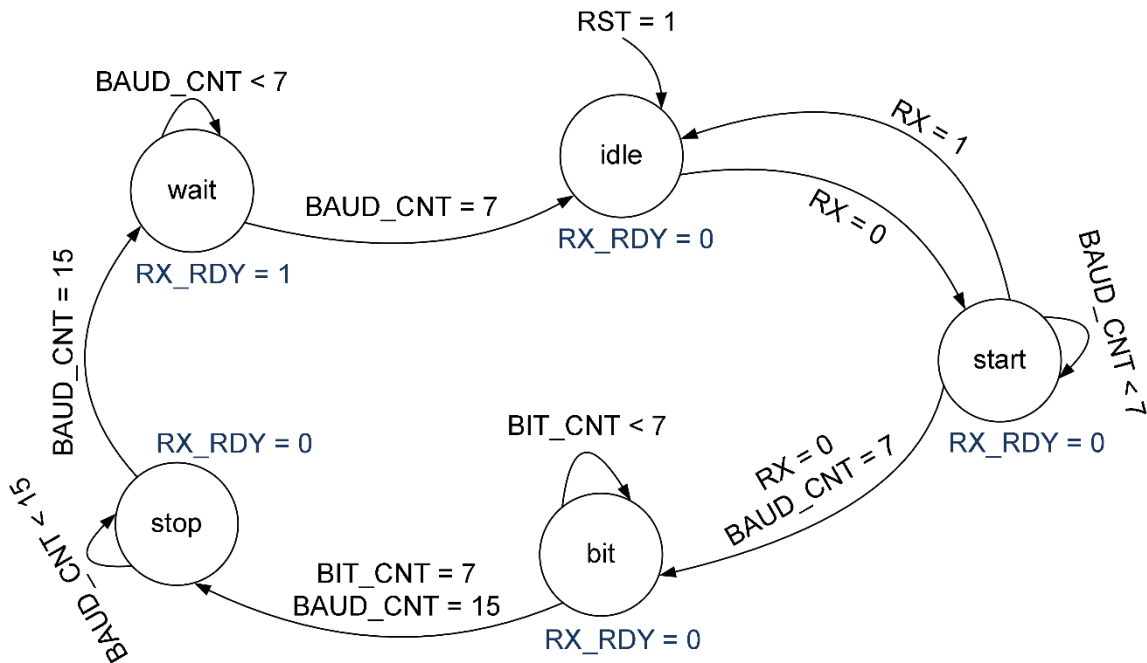 RST = 1
BAUD_CNT < 7
wait
RX_RDY = 1
BAUD_CNT = 7
idle
RX_RDY = 0
RX = 1
RX = 0
BAUD_CNT < 7
start
RX_RDY = 0
RX = 0
BAUD_CNT = 7
BIT_CNT < 7
bit
RX_RDY = 0
BIT_CNT = 7
BAUD_CNT = 15
RX_RDY = 0
stop
BAUD_CNT < 15
BAUD_CNT = 15